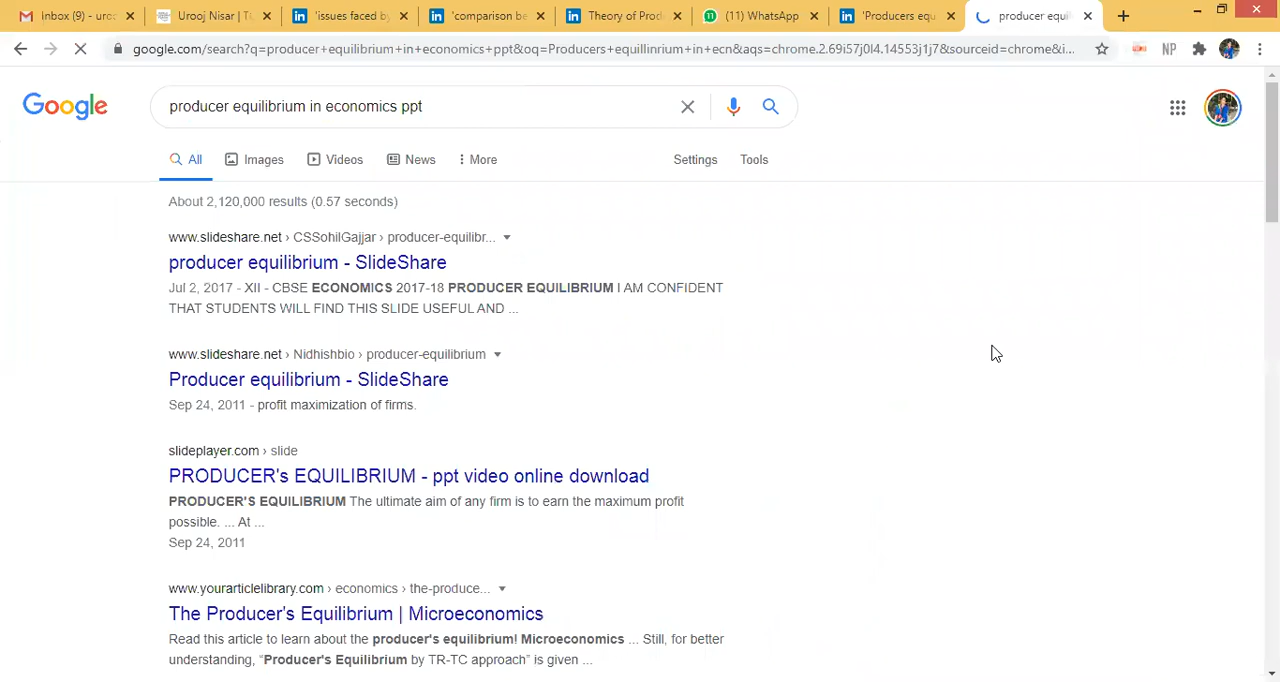 inbox (9) - uroo
Urooj Nisar | TL
'issues faced by
'comparison be
Theory of Prod
(11) WhatsApp
'Producers equ
producer equil
google.com/search?q=producer+equilibrium+in+economics+ppt&oq=Producers+equillinrium+in+ecn&aqs=chrome.2.69i57j0l4.14553j1j7&sourceid=chrome&i...
NP
Google
producer equilibrium in economics ppt
All
Images
Videos
News
More
Settings
Tools
About 2,120,000 results (0.57 seconds)
www.slideshare.net › CSSohilGajjar › producer-equilibr...
producer equilibrium - SlideShare
Jul 2, 2017 - XII - CBSE ECONOMICS 2017-18 PRODUCER EQUILIBRIUM I AM CONFIDENT
THAT STUDENTS WILL FIND THIS SLIDE USEFUL AND ...
www.slideshare.net › Nidhishbio › producer-equilibrium
Producer equilibrium - SlideShare
Sep 24, 2011 - profit maximization of firms.
slideplayer.com › slide
PRODUCER's EQUILIBRIUM - ppt video online download
PRODUCER'S EQUILIBRIUM The ultimate aim of any firm is to earn the maximum profit
possible. ... At ...
Sep 24, 2011
www.yourarticlelibrary.com › economics › the-produce...
The Producer's Equilibrium | Microeconomics
Read this article to learn about the producer's equilibrium! Microeconomics ... Still, for better
understanding, "Producer's Equilibrium by TR-TC approach" is given ...